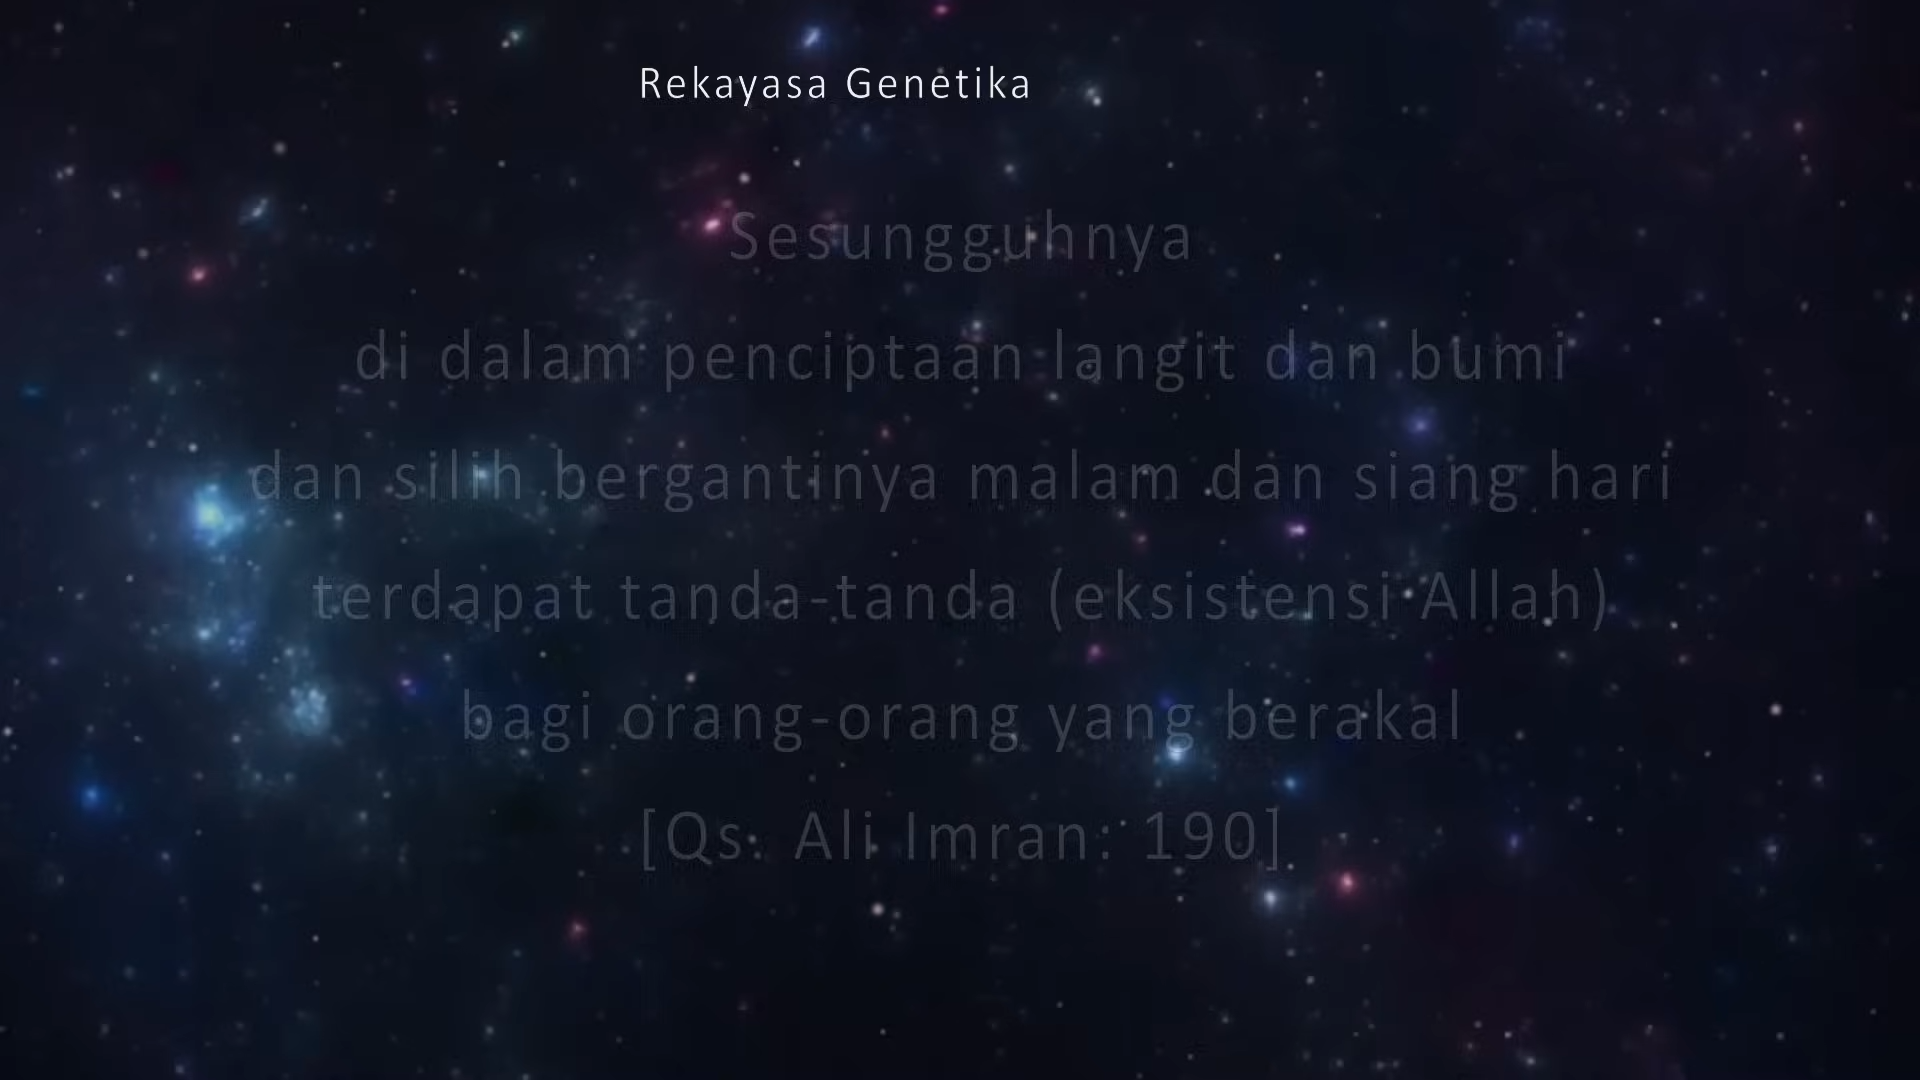 Rekayasa Genetika
Sesungguhnya
di dalam penciptaan langit dan bumi
dan silih bergantinya malam dan siang hari
terdapat tanda-tanda (eksistensi Allah)
bagi orang-orang yang berakal
[Qs. Ali Imran: 190]